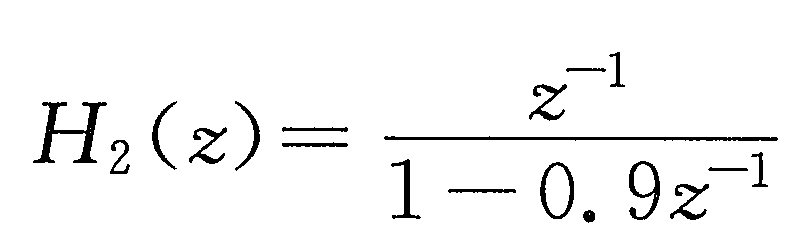 H₂(z) = z⁻¹ / (1 − 0.9z⁻¹)